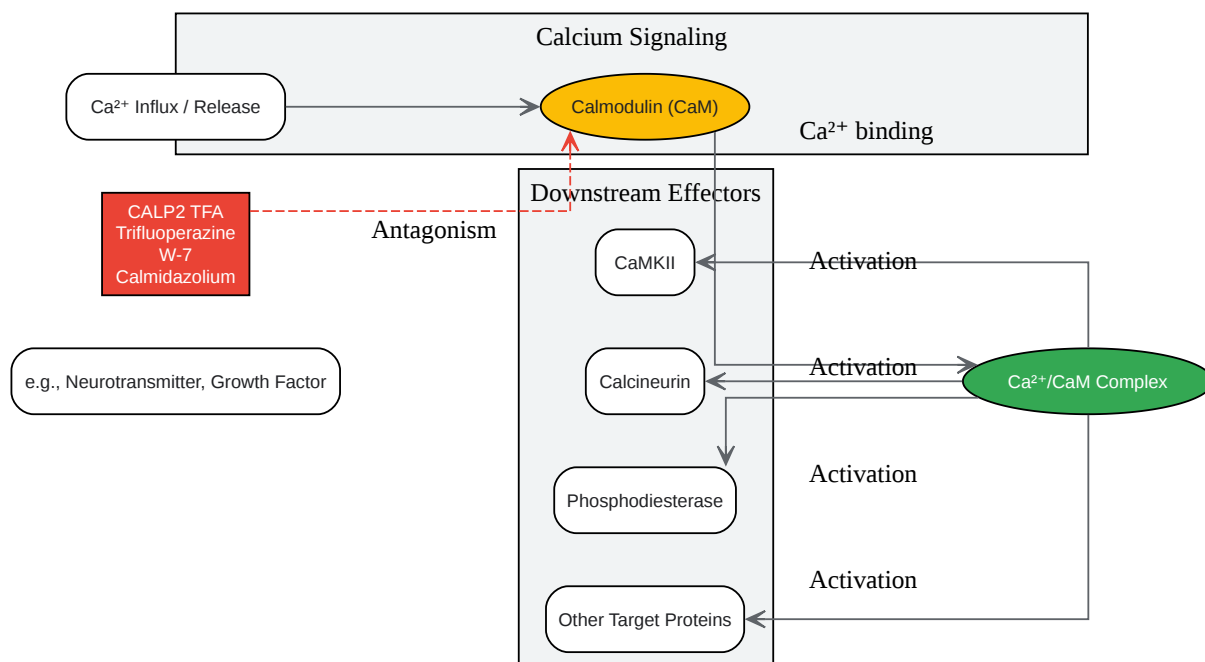 Calcium Signaling
Ca²⁺ Influx / Release
Calmodulin (CaM)
Ca²⁺ binding
Downstream Effectors
CALP2 TFA
Trifluoperazine
W-7
Calmidazolium
Antagonism
CaMKII
Activation
e.g., Neurotransmitter, Growth Factor
Calcineurin
Activation
Ca²⁺/CaM Complex
Phosphodiesterase
Activation
Other Target Proteins
Activation